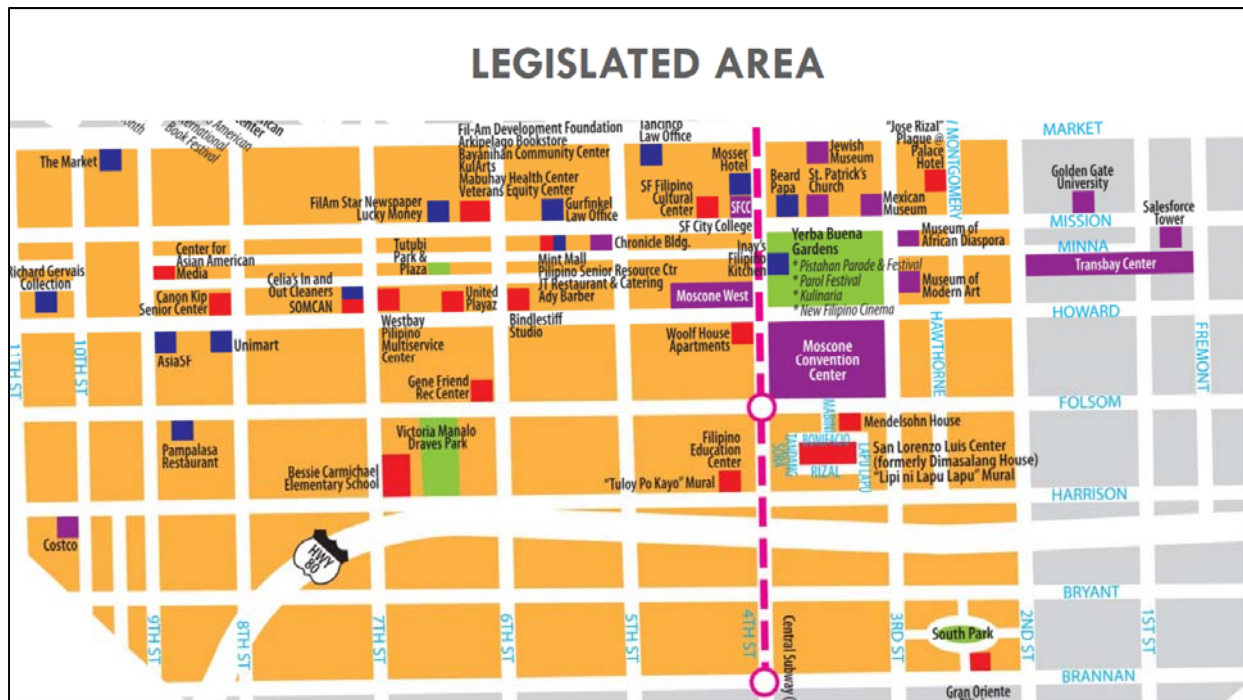 LEGISLATED AREA
International
Book Festival
The Market
Fil-Am Development Foundation
Arkipelago Bookstore
Bayanihan Community Center
KulArts
Mabuhay Health Center
Veterans Equity Center
FilAm Star Newspaper
Lucky Money
Gurfinkel
Law Office
Tancinco
Law Office
Mosser
Hotel
SF Filipino
Cultural
Center
SFCC
SF City College
Beard
Papa
Jewish
Museum
St. Patrick's
Church
Mexican
Museum
"Jose Rizal"
Plaque @
Palace
Hotel
MONTGOMERY
MARKET
Golden Gate
University
MISSION
Salesforce
Tower
MINNA
Transbay Center
Richard Gervais
Collection
Center for
Asian American
Media
Canon Kip
Senior Center
Celia's In and
Out Cleaners
SOMCAN
Tutubi
Park &
Plaza
United
Playaz
Chronicle Bldg.
Mint Mall
Pilipino Senior Resource Ctr
JT Restaurant & Catering
Ady Barber
Bindlestiff
Studio
Inay's
Filipino
Kitchen
Moscone West
Yerba Buena
Gardens
* Pistahan Parade & Festival
* Parol Festival
* Kulinaria
* New Filipino Cinema
Museum of
African Diaspora
Museum of
Modern Art
HOWARD
11TH ST
10TH ST
AsiaSF
Unimart
Westbay
Pilipino
Multiservice
Center
Gene Friend
Rec Center
Woolf House
Apartments
Moscone
Convention
Center
HAWTHORNE
FREMONT
FOLSOM
Pampalasa
Restaurant
Victoria Manalo
Draves Park
Bessie Carmichael
Elementary School
Filipino
Education
Center
"Tuloy Po Kayo" Mural
MABINI
TANDANG
SORA
BONIFACIO
RIZAL
LAPU LAPU
Mendelsohn House
San Lorenzo Luis Center
(formerly Dimasalang House)
"Lipi ni Lapu Lapu" Mural
HARRISON
Costco
HWY
80
BRYANT
9TH ST
8TH ST
7TH ST
6TH ST
5TH ST
4TH ST
Central Subway (
3RD ST
South Park
2ND ST
1ST ST
BRANNAN
Gran Oriente